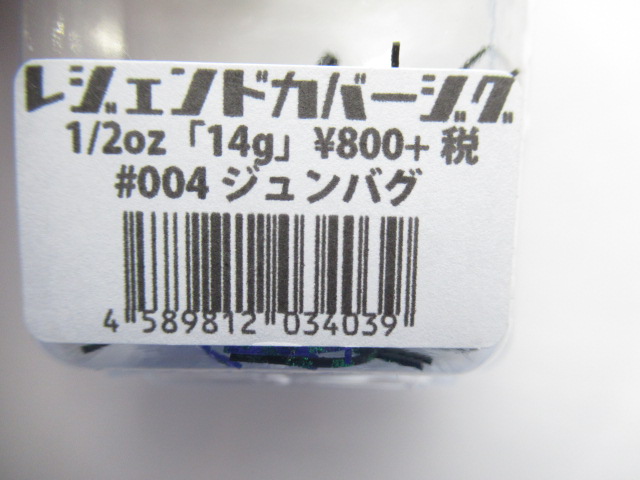 レジェンドカバージグ
1/2oz「14g」¥800+税
#004 ジュンバグ
4 589812 034039